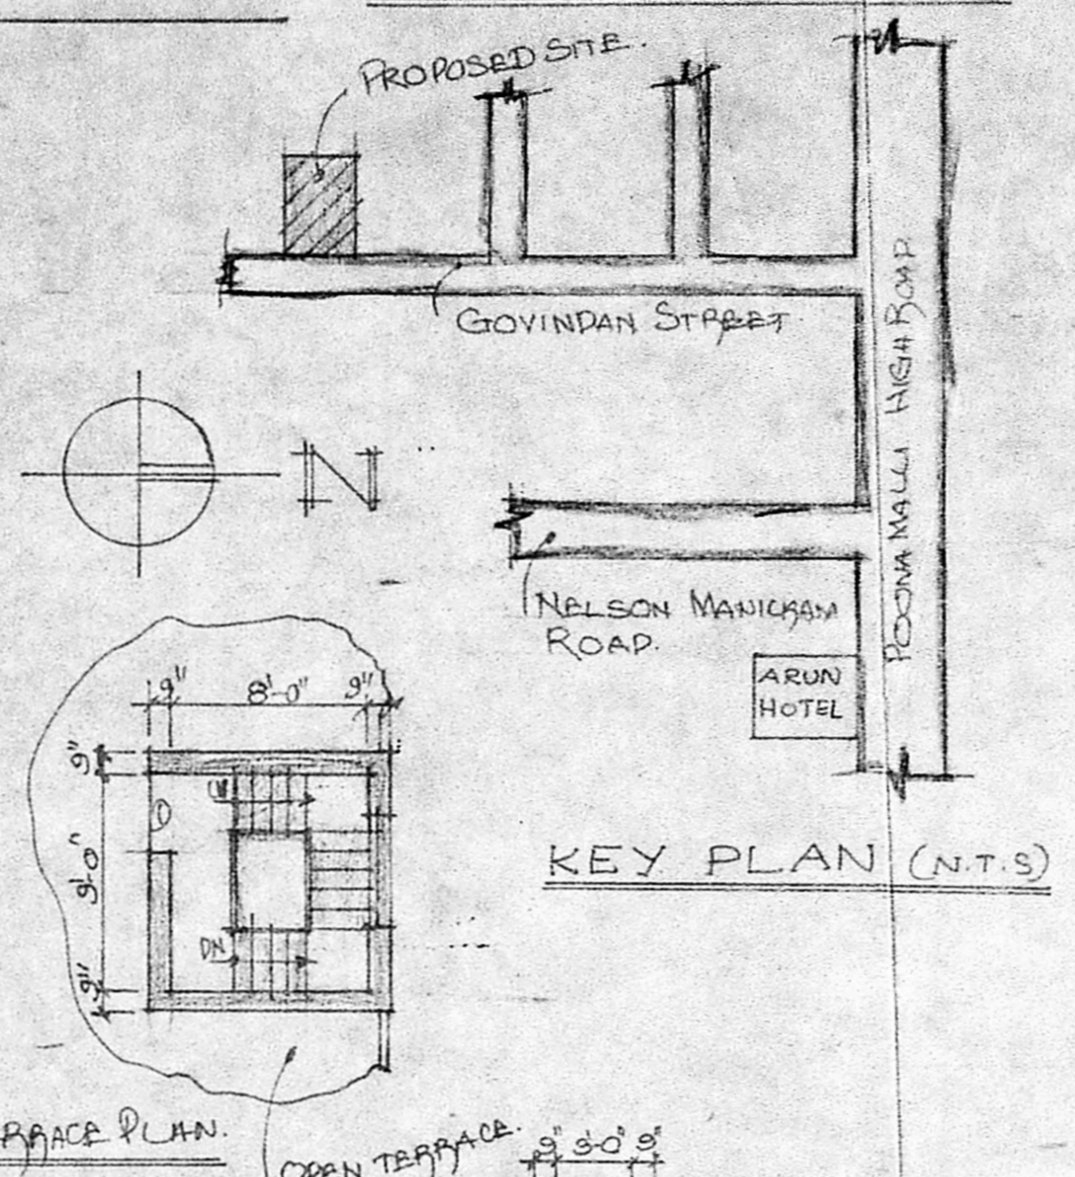 PROPOSED SITE.
GOVINDAN STREET
POONAMALLI HIGH ROAD
N
NELSON MANICKAM
ROAD.
ARUN
HOTEL
KEY PLAN (N.T.S)
9" 8'-0" 9"
9"
D
9'-0"
DN
9"
RRACE PLAN.
OPEN TERRACE.
9" 3'-0" 9"